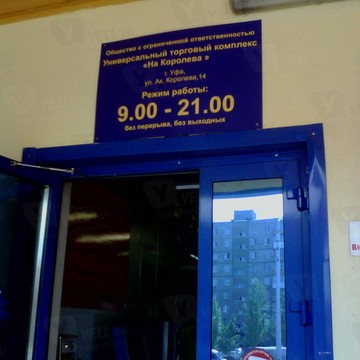 Общество с ограниченной ответственностью
Универсальный торговый комплекс
«На Королева »
г. Уфа,
ул. Ак. Королева,14
Режим работы:
9.00 - 21.00
без перерыва, без выходных